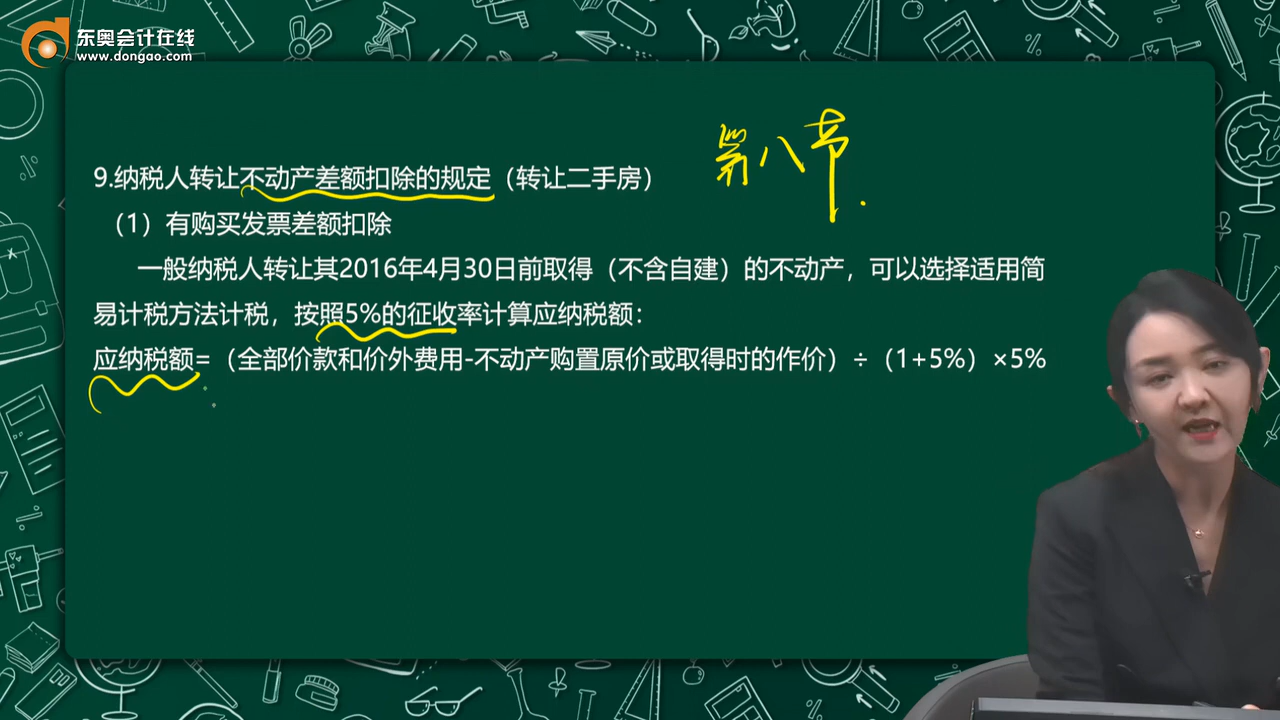 东奥会计在线
www.dongao.com
第八节.
9.纳税人转让不动产差额扣除的规定（转让二手房）
（1）有购买发票差额扣除
一般纳税人转让其2016年4月30日前取得（不含自建）的不动产，可以选择适用简
易计税方法计税，按照5%的征收率计算应纳税额：
应纳税额=（全部价款和价外费用-不动产购置原价或取得时的作价）÷（1+5%）×5%